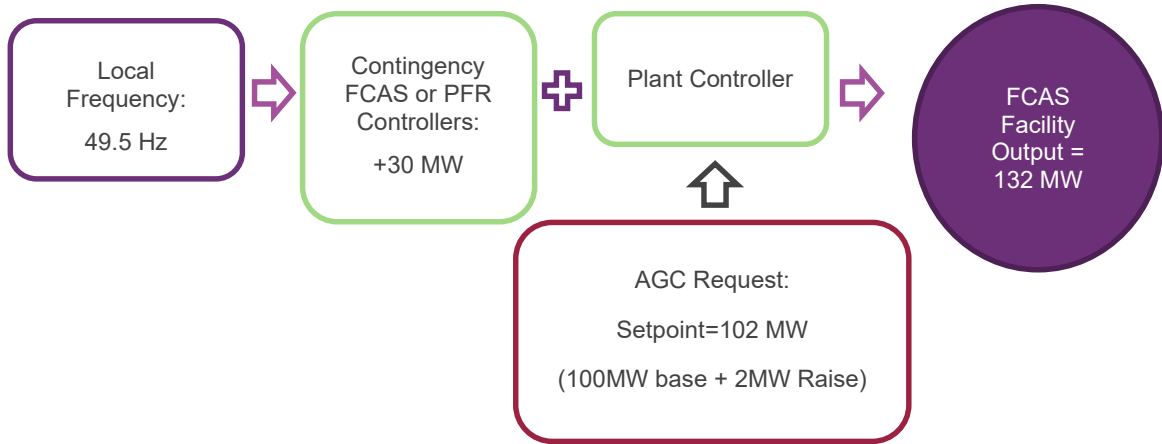 Local
Frequency:
49.5 Hz
Contingency
FCAS or PFR
Controllers:
+30 MW
Plant Controller
FCAS
Facility
Output =
132 MW
AGC Request:
Setpoint=102 MW
(100MW base + 2MW Raise)